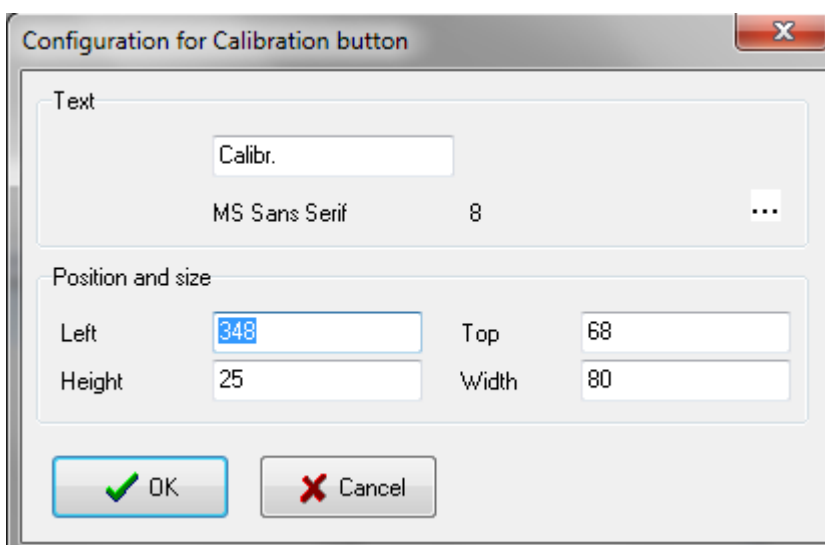 Configuration for Calibration button
Text
Calibr.
MS Sans Serif 8 ...
Position and size
Left 348 Top 68
Height 25 Width 80
OK Cancel